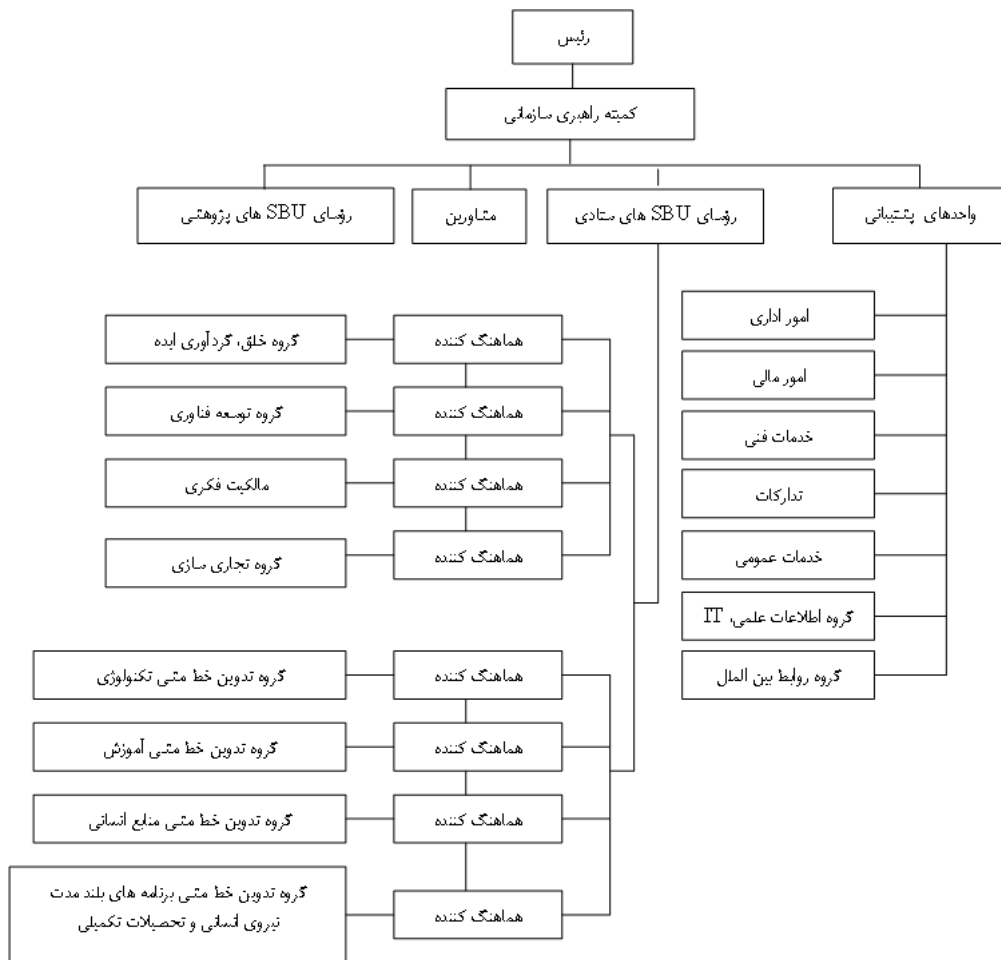 رئیس
کمیته راهبری سازمانی
واحدهای پشتیبانی
رؤسای SBU های ستادی
مشاورین
رؤسای SBU های پژوهشی
امور اداری
امور مالی
خدمات فنی
تدارکات
خدمات عمومی
گروه اطلاعات علمی، IT
گروه روابط بین الملل
هماهنگ کننده
گروه خلق، گردآوری ایده
هماهنگ کننده
گروه توسعه فناوری
هماهنگ کننده
مالکیت فکری
هماهنگ کننده
گروه تجاری سازی
هماهنگ کننده
گروه تدوین خط مشی تکنولوژی
هماهنگ کننده
گروه تدوین خط مشی آموزش
هماهنگ کننده
گروه تدوین خط مشی منابع انسانی
هماهنگ کننده
گروه تدوین خط مشی برنامه های بلند مدت
نیروی انسانی و تحصیلات تکمیلی